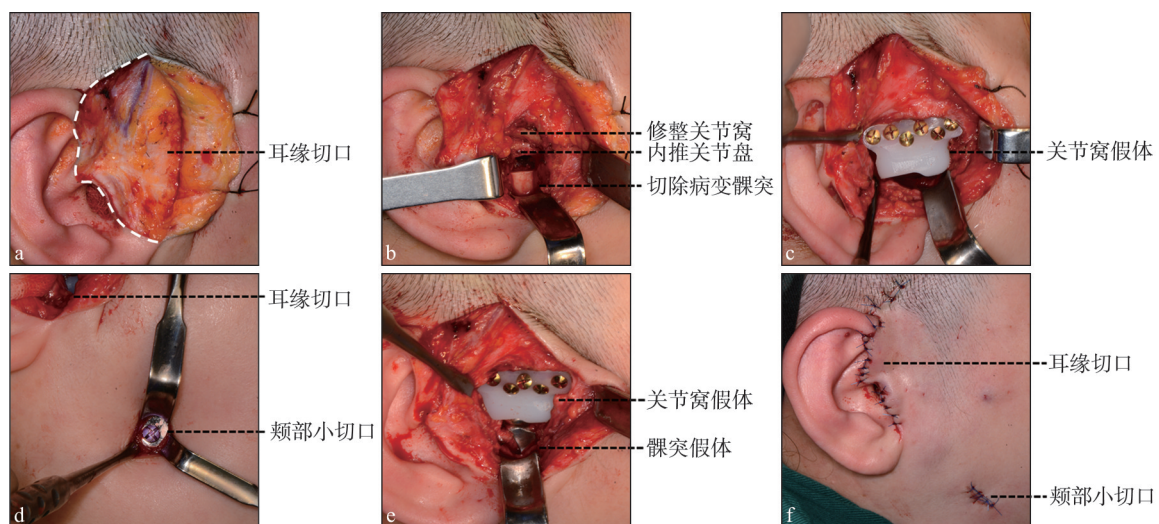 耳缘切口
a
修整关节窝
内推关节盘
切除病变髁突
b
关节窝假体
c
耳缘切口
颊部小切口
d
关节窝假体
髁突假体
e
耳缘切口
颊部小切口
f